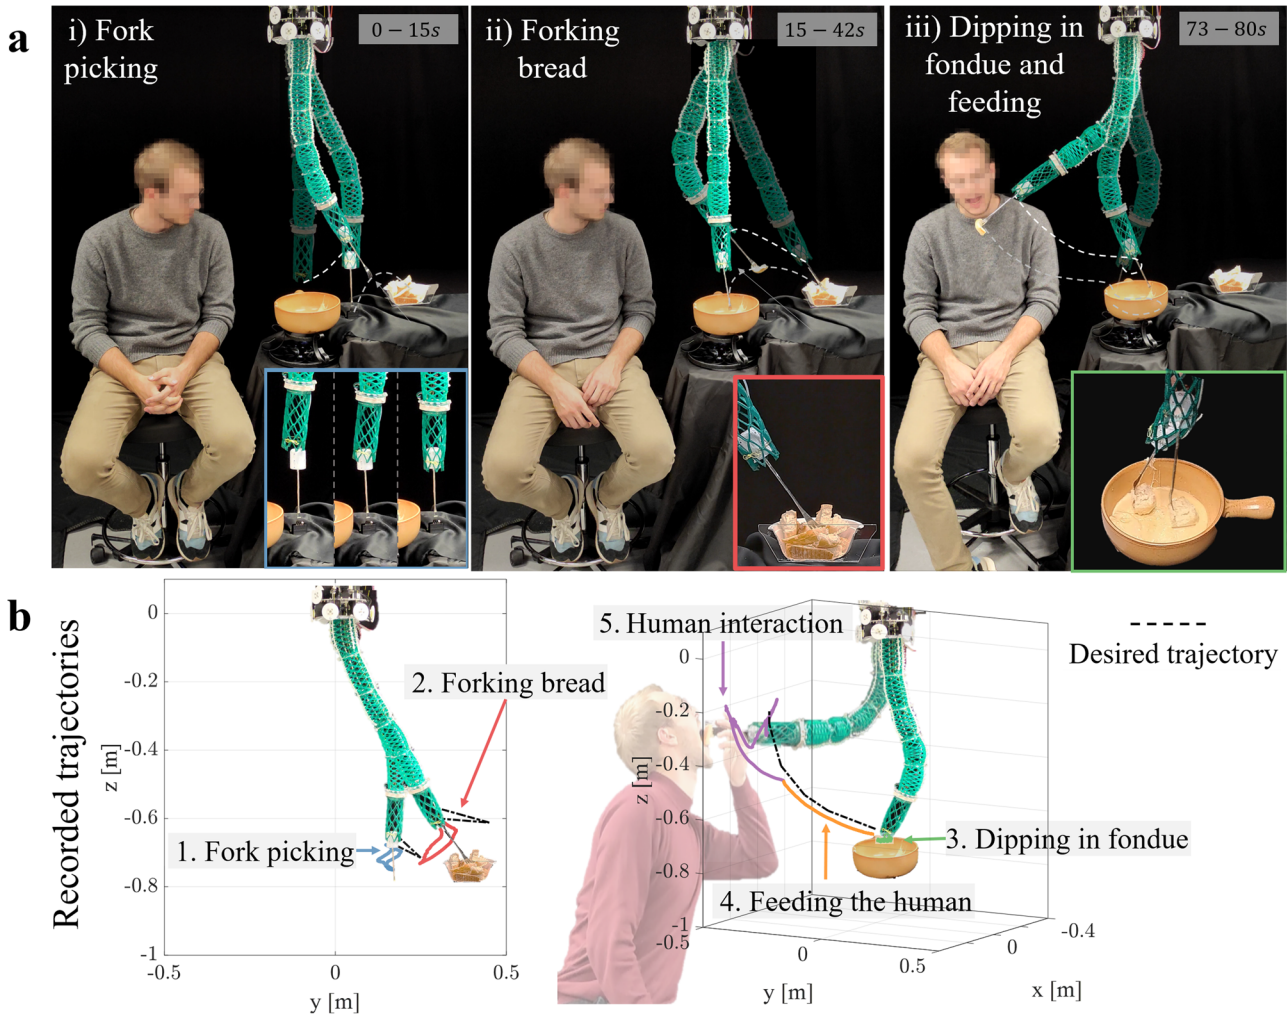 a
i) Fork
picking
0 – 15s
ii) Forking
bread
15 – 42s
iii) Dipping in
fondue and
feeding
73 – 80s
b
Recorded trajectories
z [m]
0
-0.2
-0.4
-0.6
-0.8
-1
-0.5
0
0.5
y [m]
1. Fork picking
2. Forking bread
5. Human interaction
z [m]
0
-0.2
-0.4
-0.6
-0.8
-1
-0.5
0
0.5
y [m]
0
-0.4
x [m]
3. Dipping in fondue
4. Feeding the human
Desired trajectory